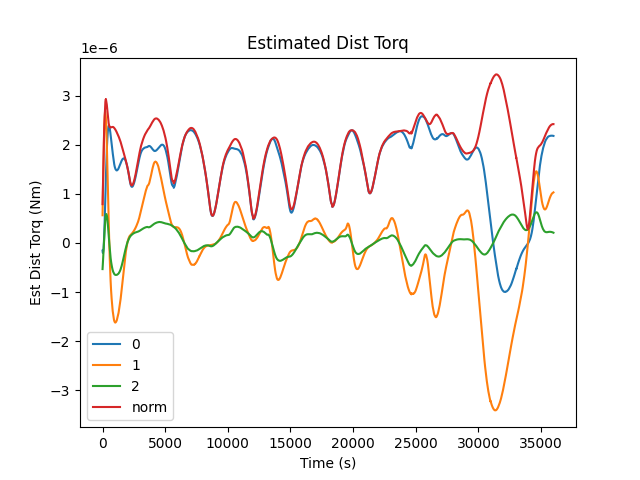 Estimated Dist Torq
1e−6
3
2
1
0
−1
−2
−3
Est Dist Torq (Nm)
0
1
2
norm
0 5000 10000 15000 20000 25000 30000 35000
Time (s)